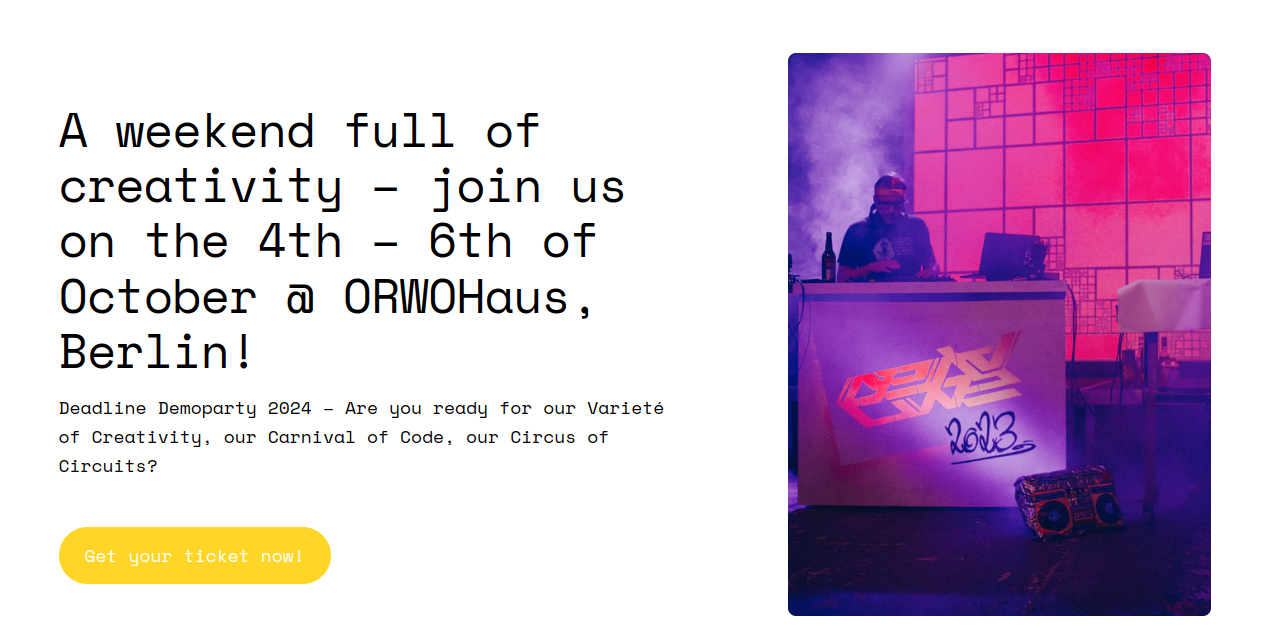 A weekend full of
creativity – join us
on the 4th – 6th of
October @ ORWOHaus,
Berlin!
Deadline Demoparty 2024 – Are you ready for our Varieté
of Creativity, our Carnival of Code, our Circus of
Circuits?
Get your ticket now!
2023